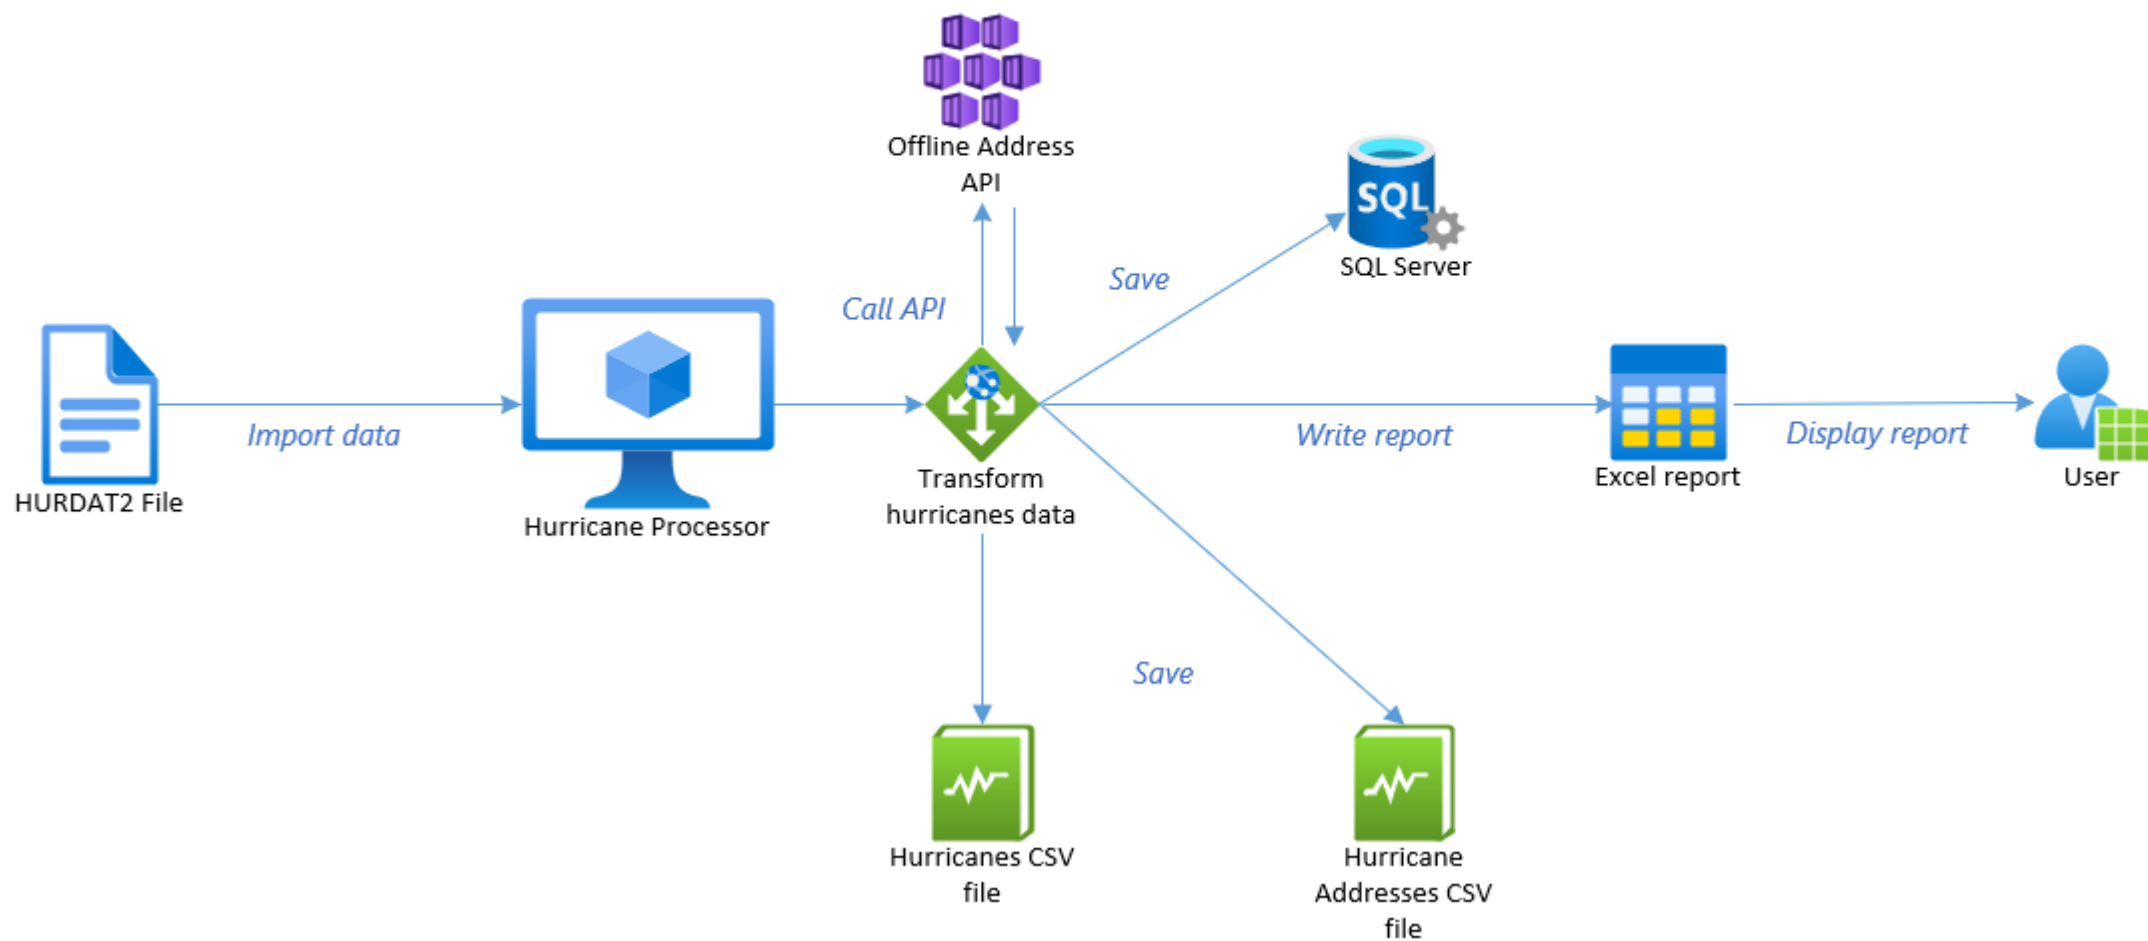 Offline Address
API
SQL
SQL Server
Save
Call API
Import data
HURDAT2 File
Hurricane Processor
Transform
hurricanes data
Write report
Excel report
Display report
User
Save
Hurricanes CSV
file
Hurricane
Addresses CSV
file